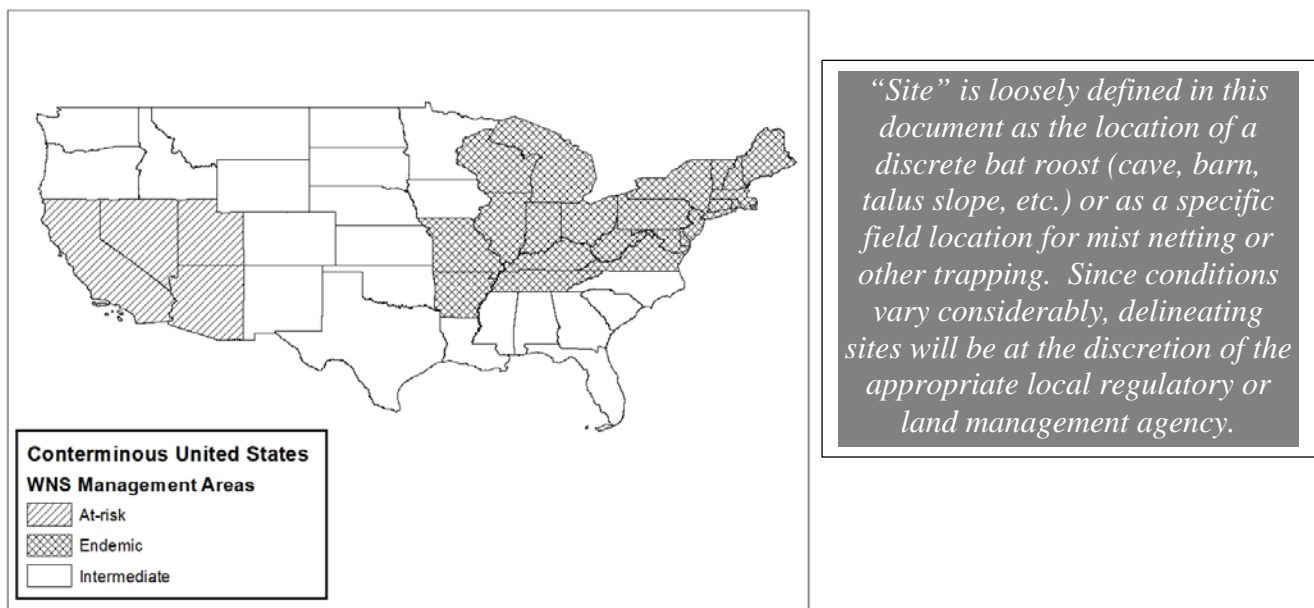 Conterminous United States
WNS Management Areas
At-risk
Endemic
Intermediate
“Site” is loosely defined in this
document as the location of a
discrete bat roost (cave, barn,
talus slope, etc.) or as a specific
field location for mist netting or
other trapping.  Since conditions
vary considerably, delineating
sites will be at the discretion of the
appropriate local regulatory or
land management agency.